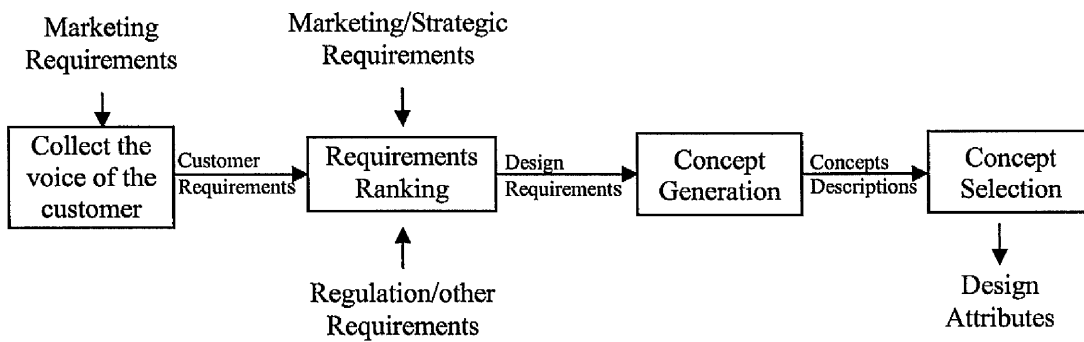 Marketing
Requirements
Marketing/Strategic
Requirements
Collect the
voice of the
customer
Customer
Requirements
Requirements
Ranking
Design
Requirements
Concept
Generation
Concepts
Descriptions
Concept
Selection
Regulation/other
Requirements
Design
Attributes